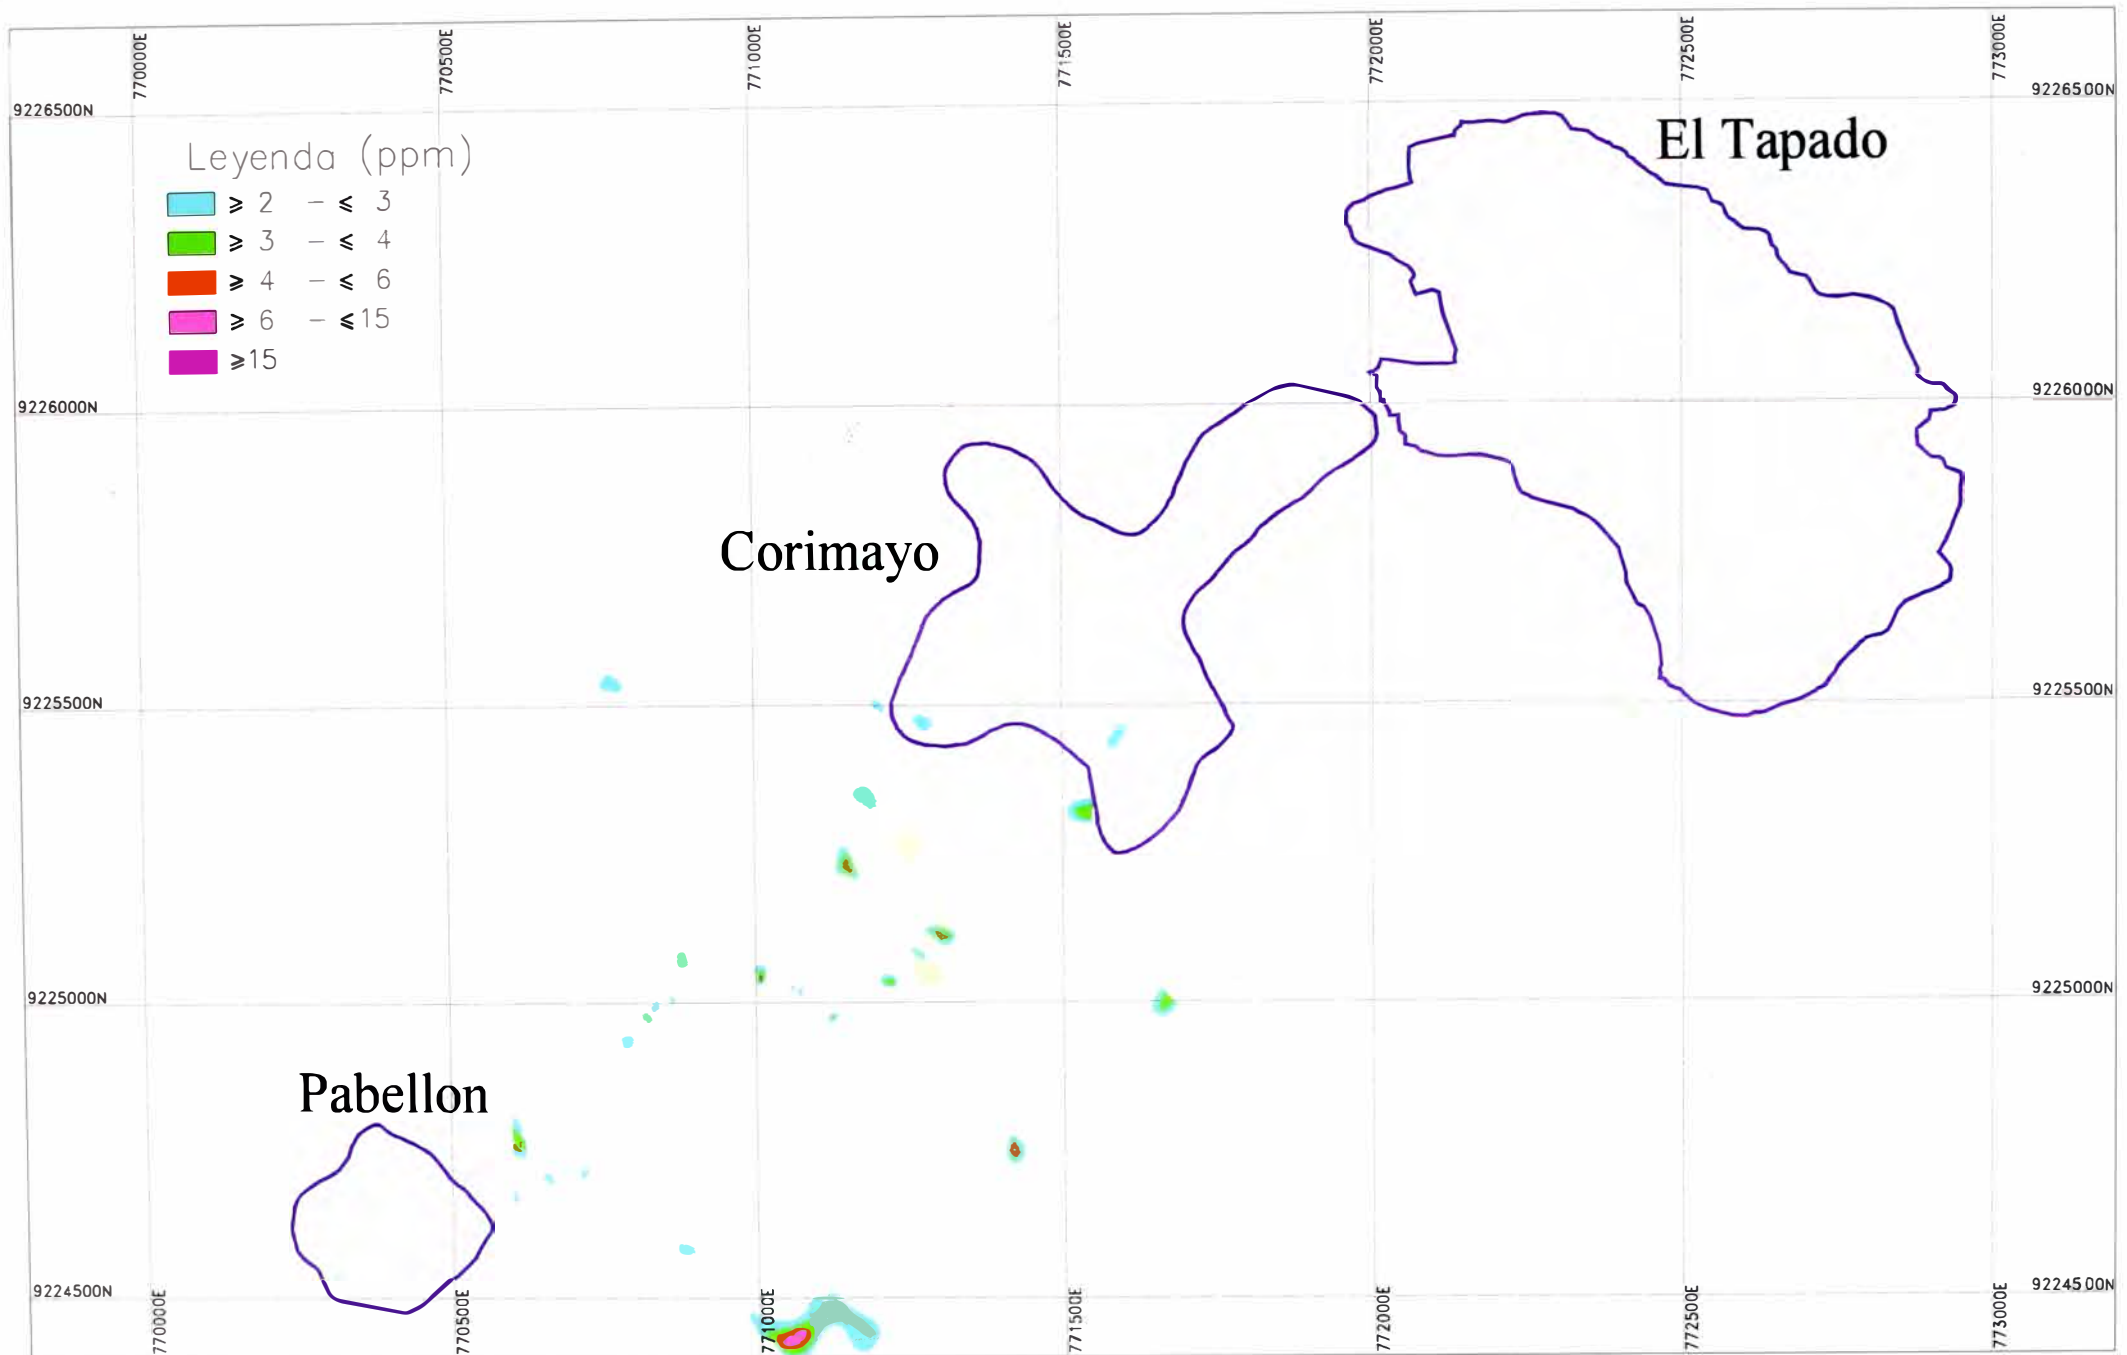 770000E 770500E 771000E 771500E 772000E 772500E 773000E
9226500N 9226500N
El Tapado
Leyenda (ppm)
⩾ 2 – ⩽ 3
⩾ 3 – ⩽ 4
⩾ 4 – ⩽ 6
⩾ 6 – ⩽ 15
⩾15
9226000N 9226000N
Corimayo
9225500N 9225500N
9225000N 9225000N
Pabellon
9224500N 9224500N
770000E 770500E 771000E 771500E 772000E 772500E 773000E